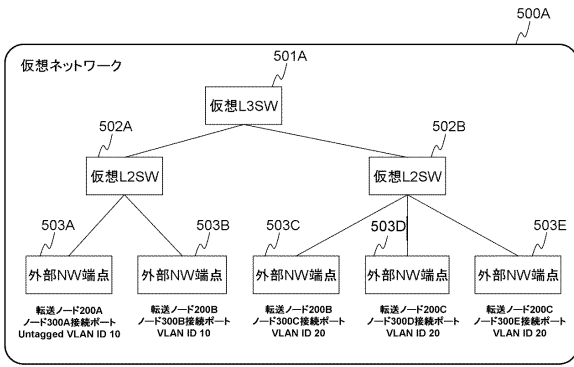 500A
仮想ネットワーク
501A
仮想L3SW
502A
502B
仮想L2SW
仮想L2SW
503A
503B
503C
503D
503E
外部NW端点
外部NW端点
外部NW端点
外部NW端点
外部NW端点
転送ノード200A
ノード300A接続ポート
Untagged VLAN ID 10
転送ノード200B
ノード300B接続ポート
VLAN ID 10
転送ノード200B
ノード300C接続ポート
VLAN ID 20
転送ノード200C
ノード300D接続ポート
VLAN ID 20
転送ノード200C
ノード300E接続ポート
VLAN ID 20